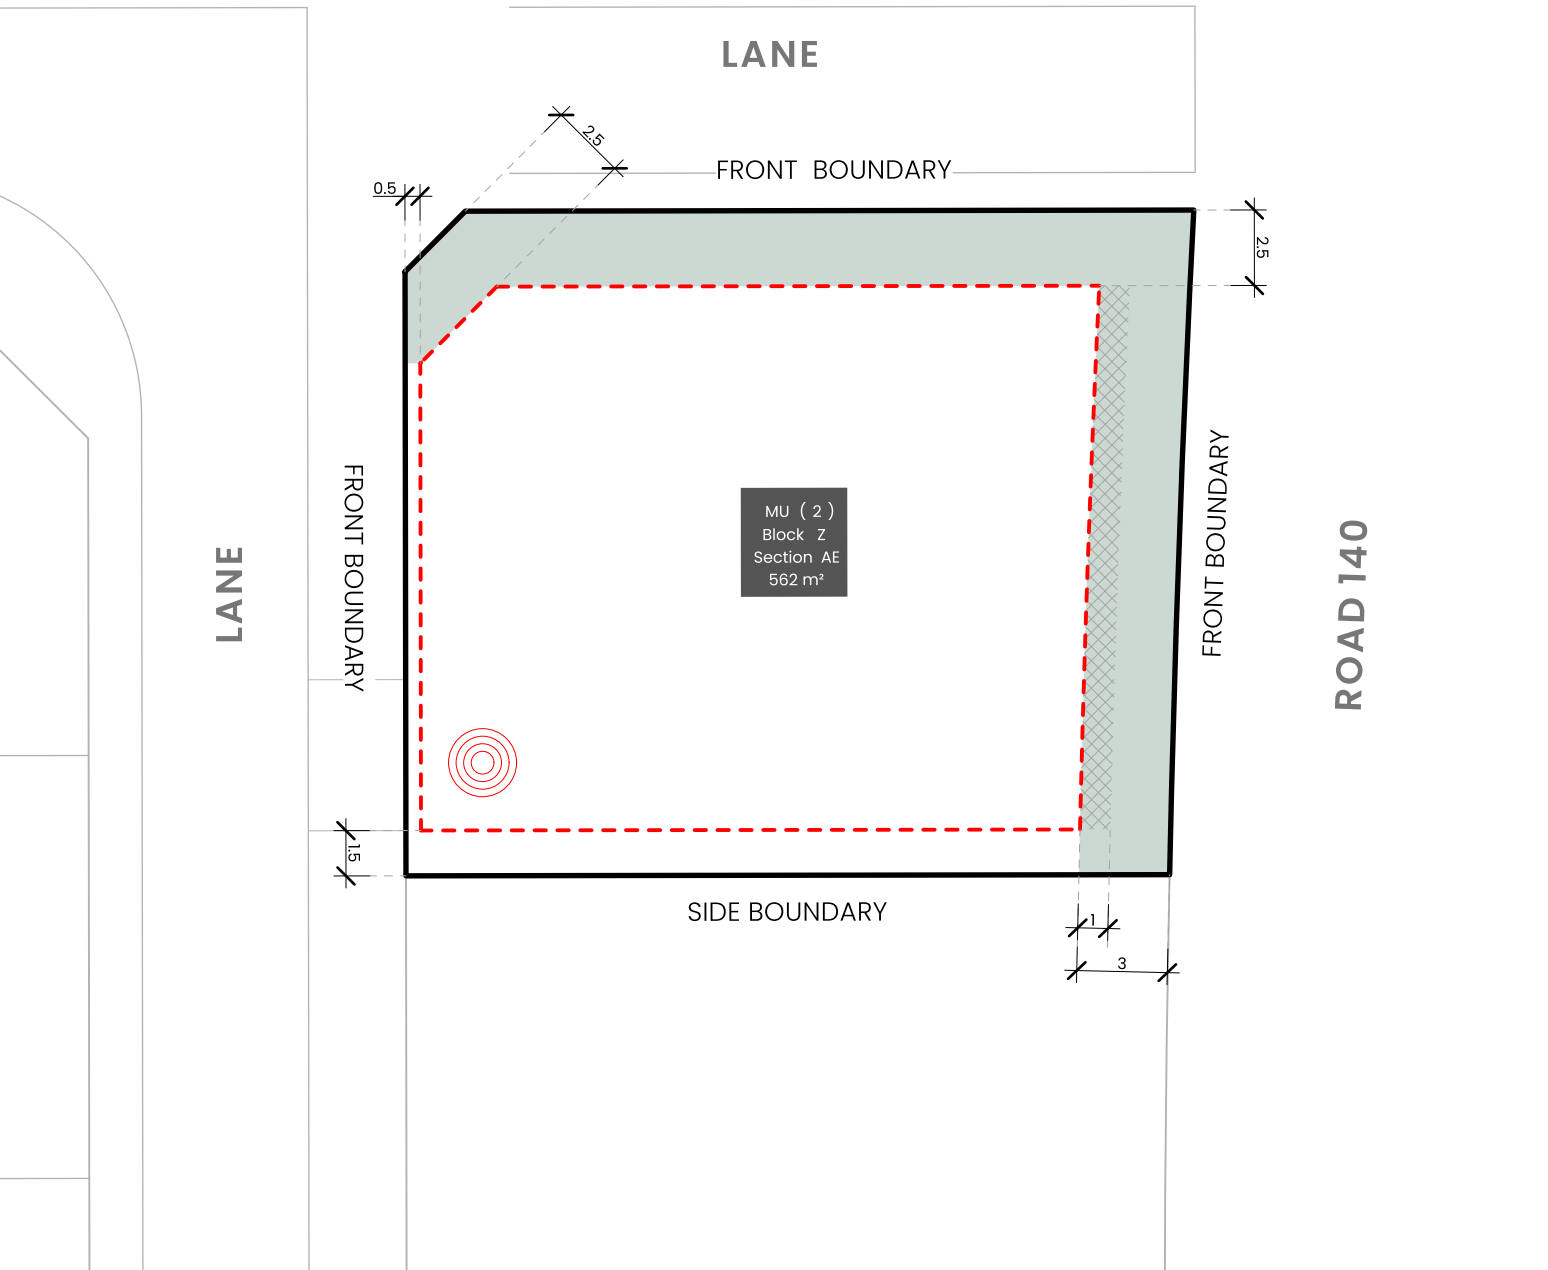 LANE
2.5
FRONT BOUNDARY
0.5
2.5
FRONT BOUNDARY
FRONT BOUNDARY
MU ( 2 )
Block Z
Section AE
562 m²
LANE
ROAD 140
1.5
SIDE BOUNDARY
1
3